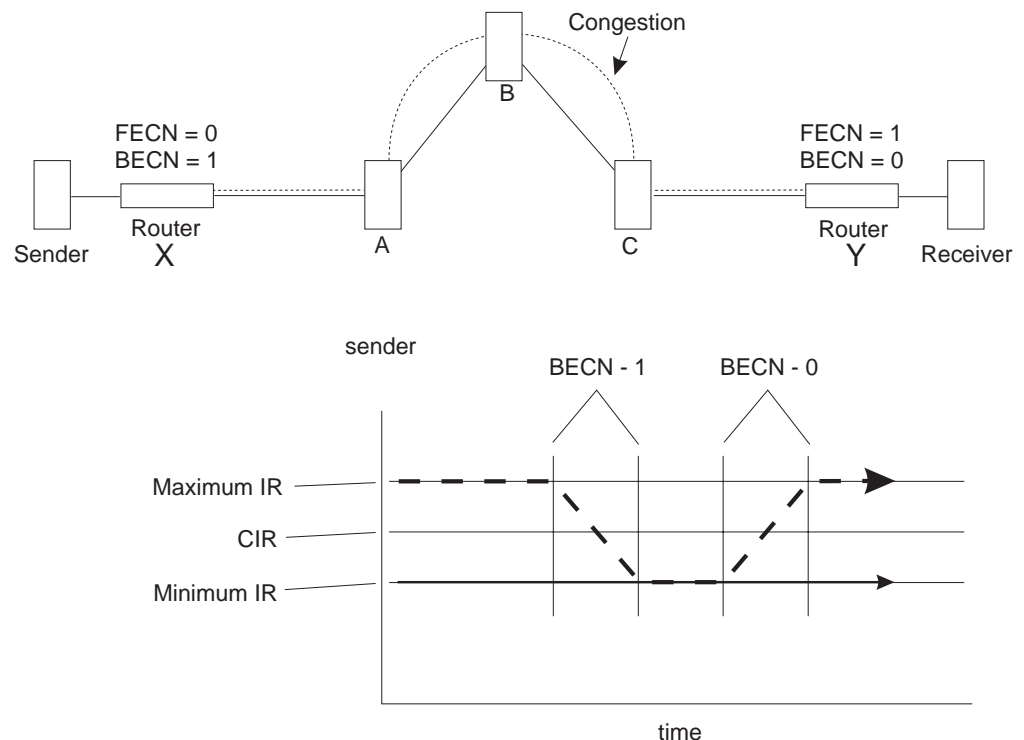 Congestion
B
FECN = 0
BECN = 1
FECN = 1
BECN = 0
Sender
Router
X
A
C
Router
Y
Receiver
sender
BECN - 1
BECN - 0
Maximum IR
CIR
Minimum IR
time